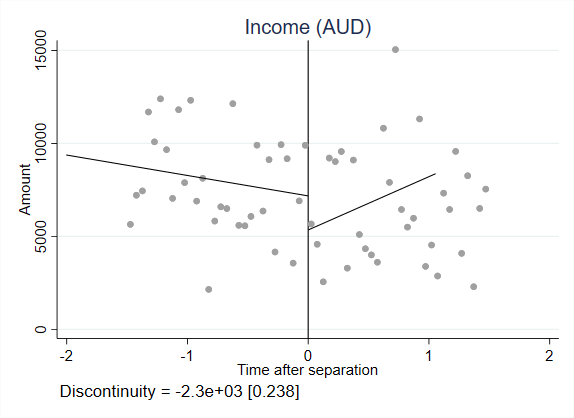 Income (AUD)
15000
10000
5000
0
Amount
-2 -1 0 1 2
Time after separation
Discontinuity = -2.3e+03 [0.238]